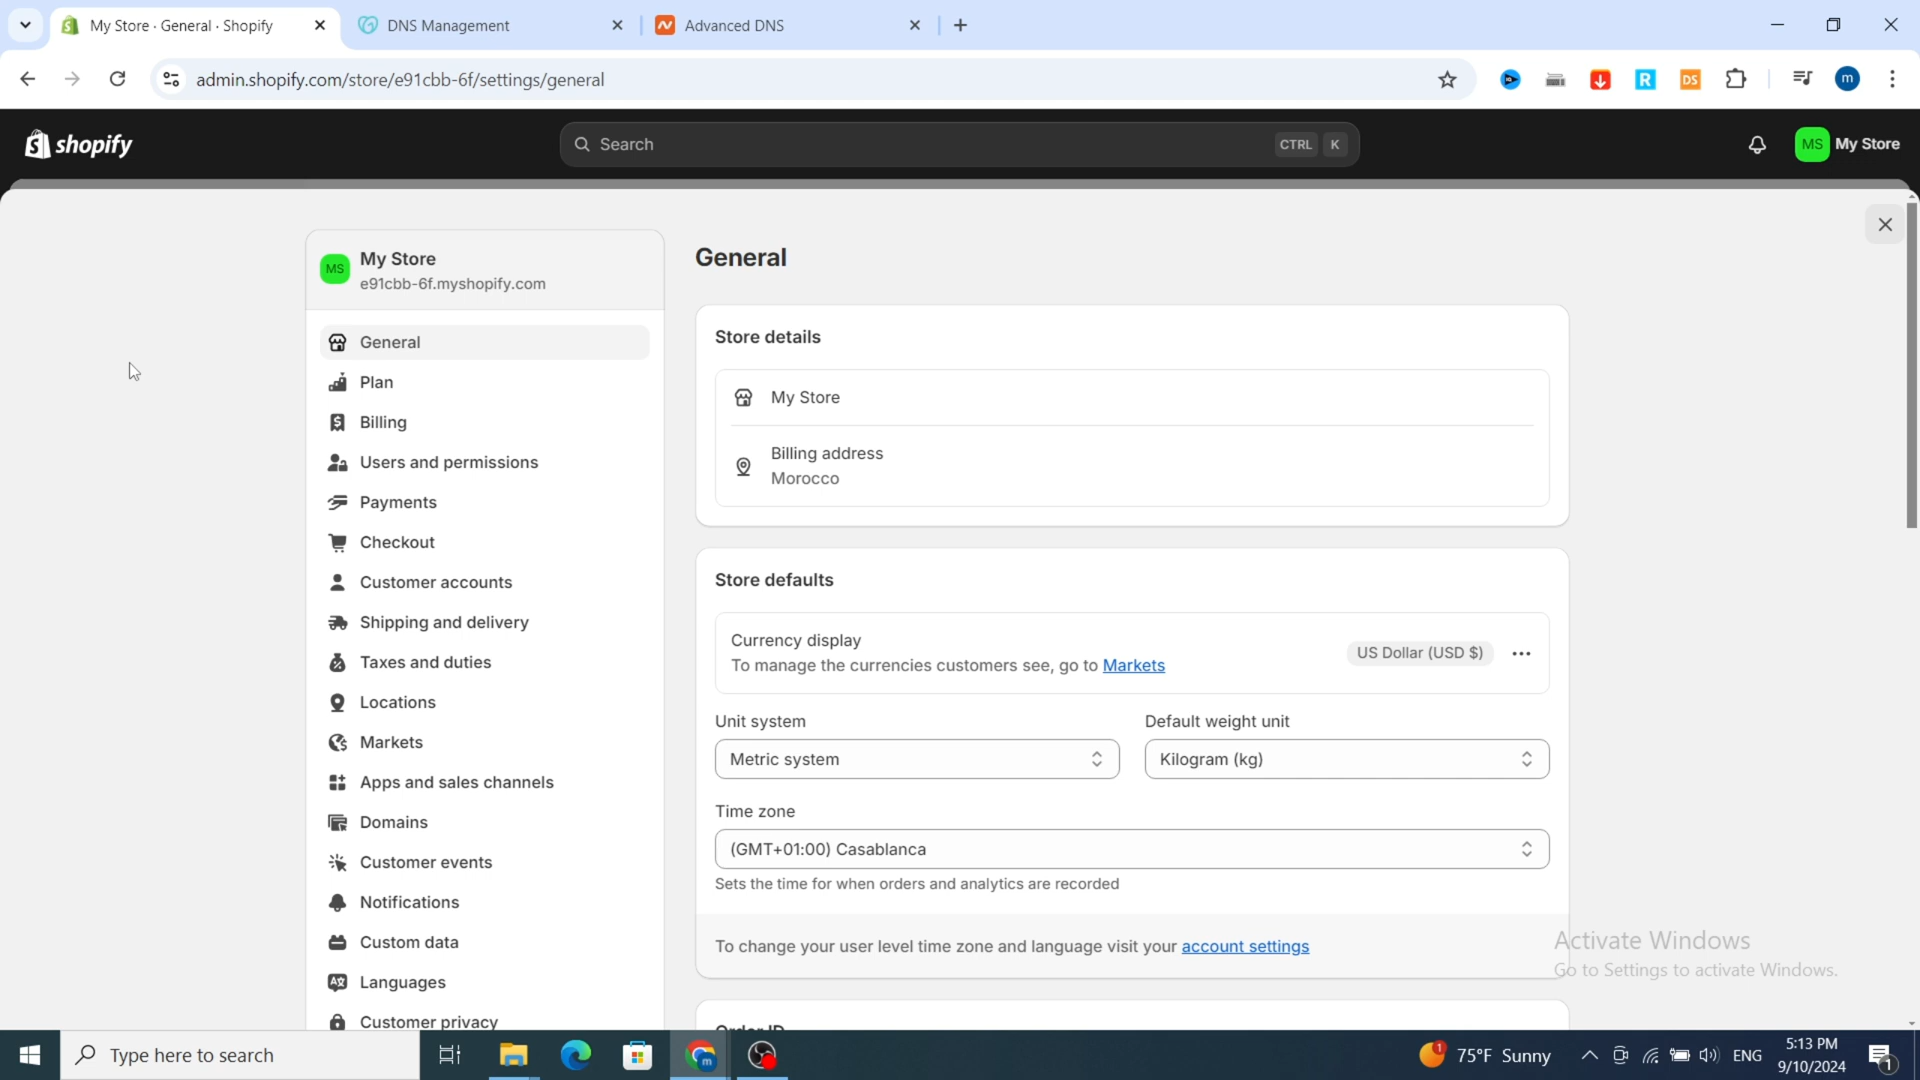 My Store · General · Shopify
DNS Management
Advanced DNS
admin.shopify.com/store/e91cbb-6f/settings/general
R
DS
m
shopify
Search
CTRL
K
MS
My Store
MS
My Store
e91cbb-6f.myshopify.com
General
Plan
Billing
Users and permissions
Payments
Checkout
Customer accounts
Shipping and delivery
Taxes and duties
Locations
Markets
Apps and sales channels
Domains
Customer events
Notifications
Custom data
Languages
Customer privacy
General
Store details
My Store
Billing address
Morocco
Store defaults
Currency display
To manage the currencies customers see, go to Markets
US Dollar (USD $)
Unit system
Default weight unit
Metric system
Kilogram (kg)
Time zone
(GMT+01:00) Casablanca
Sets the time for when orders and analytics are recorded
To change your user level time zone and language visit your account settings
Order ID
Activate Windows
Go to Settings to activate Windows.
Type here to search
m
1
75°F Sunny
ENG
5:13 PM
9/10/2024
1